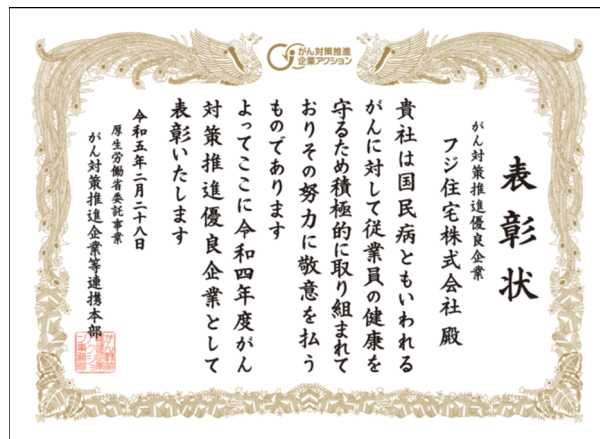 がん対策推進
企業アクション
表彰状
がん対策推進優良企業
フジ住宅株式会社 殿
貴社は国民病ともいわれる
がんに対して従業員の健康を
守るため積極的に取り組まれて
おりその努力に敬意を払う
ものであります
よってここに令和四年度がん
対策推進優良企業として
表彰いたします
令和五年二月二十八日
厚生労働省委託事業
がん対策推進企業等連携本部